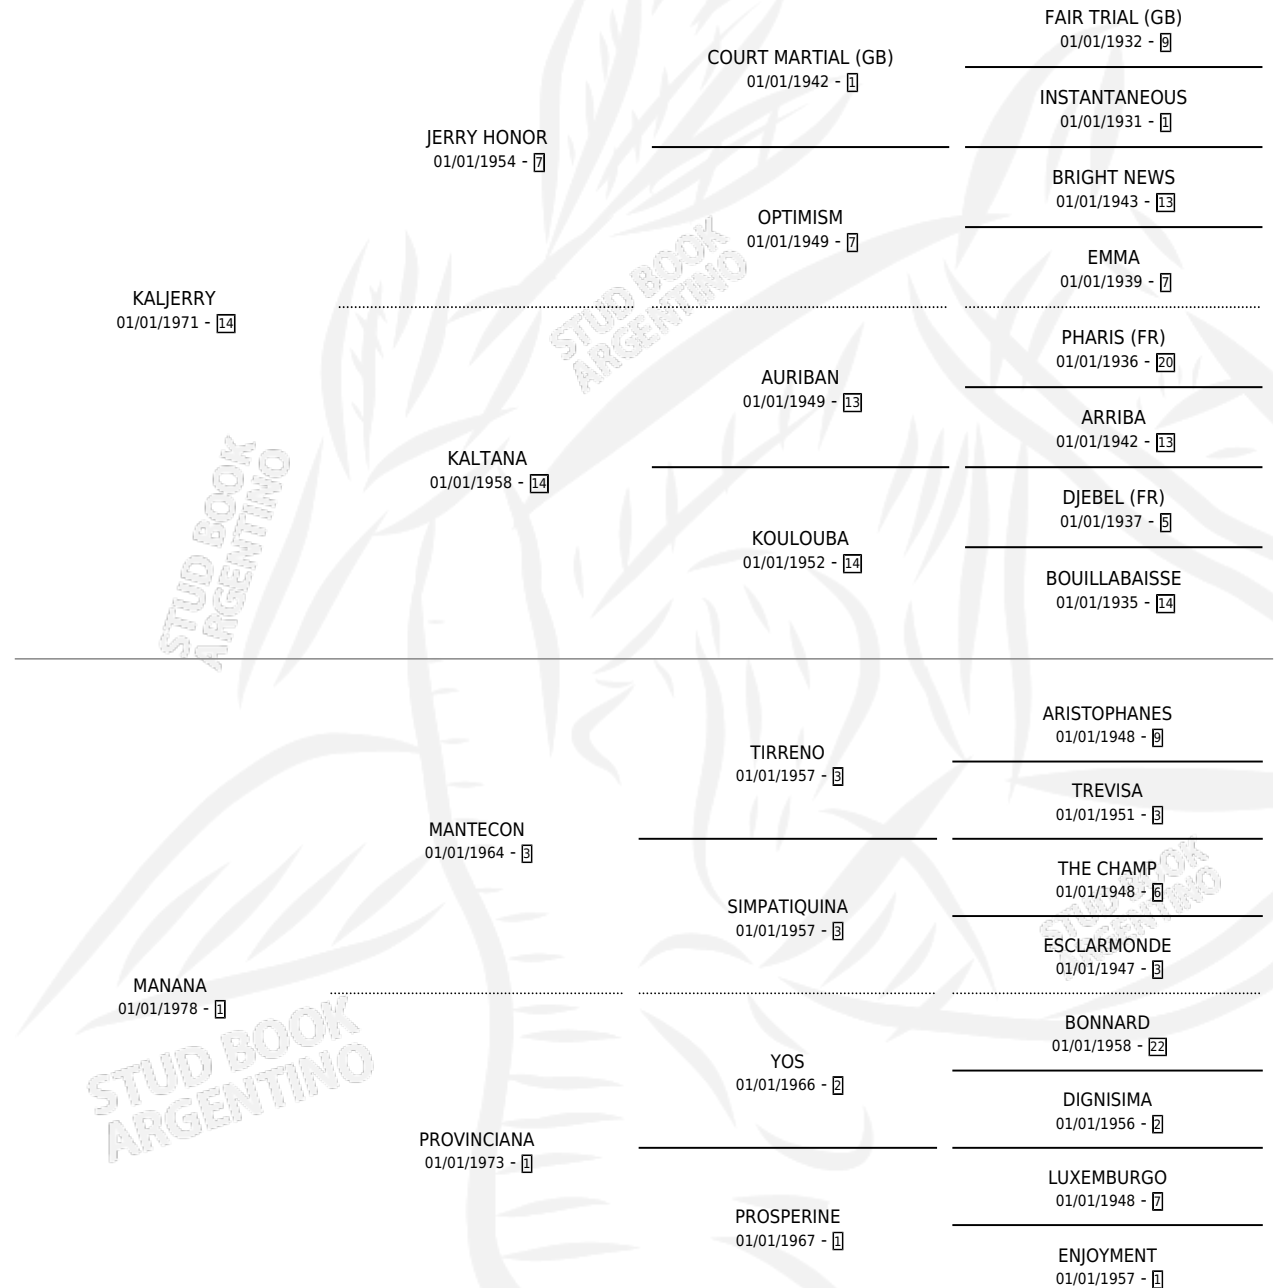 FAIR TRIAL (GB)
01/01/1932 - 9
COURT MARTIAL (GB)
01/01/1942 - 1
INSTANTANEOUS
01/01/1931 - 1
JERRY HONOR
01/01/1954 - 7
BRIGHT NEWS
01/01/1943 - 13
OPTIMISM
01/01/1949 - 7
EMMA
01/01/1939 - 7
KALJERRY
01/01/1971 - 14
PHARIS (FR)
01/01/1936 - 20
AURIBAN
01/01/1949 - 13
ARRIBA
01/01/1942 - 13
KALTANA
01/01/1958 - 14
DJEBEL (FR)
01/01/1937 - 5
KOULOUBA
01/01/1952 - 14
BOUILLABAISSE
01/01/1935 - 14
STUD BOOK
ARGENTINO
STUD BOOK
ARGENTINO
ARISTOPHANES
01/01/1948 - 9
TIRRENO
01/01/1957 - 3
TREVISA
01/01/1951 - 3
MANTECON
01/01/1964 - 3
THE CHAMP
01/01/1948 - 6
SIMPATIQUINA
01/01/1957 - 3
ESCLARMONDE
01/01/1947 - 3
MANANA
01/01/1978 - 1
BONNARD
01/01/1958 - 22
YOS
01/01/1966 - 2
DIGNISIMA
01/01/1956 - 2
PROVINCIANA
01/01/1973 - 1
LUXEMBURGO
01/01/1948 - 7
PROSPERINE
01/01/1967 - 1
ENJOYMENT
01/01/1957 - 1
STUD BOOK
ARGENTINO
STUD BOOK
ARGENTINO